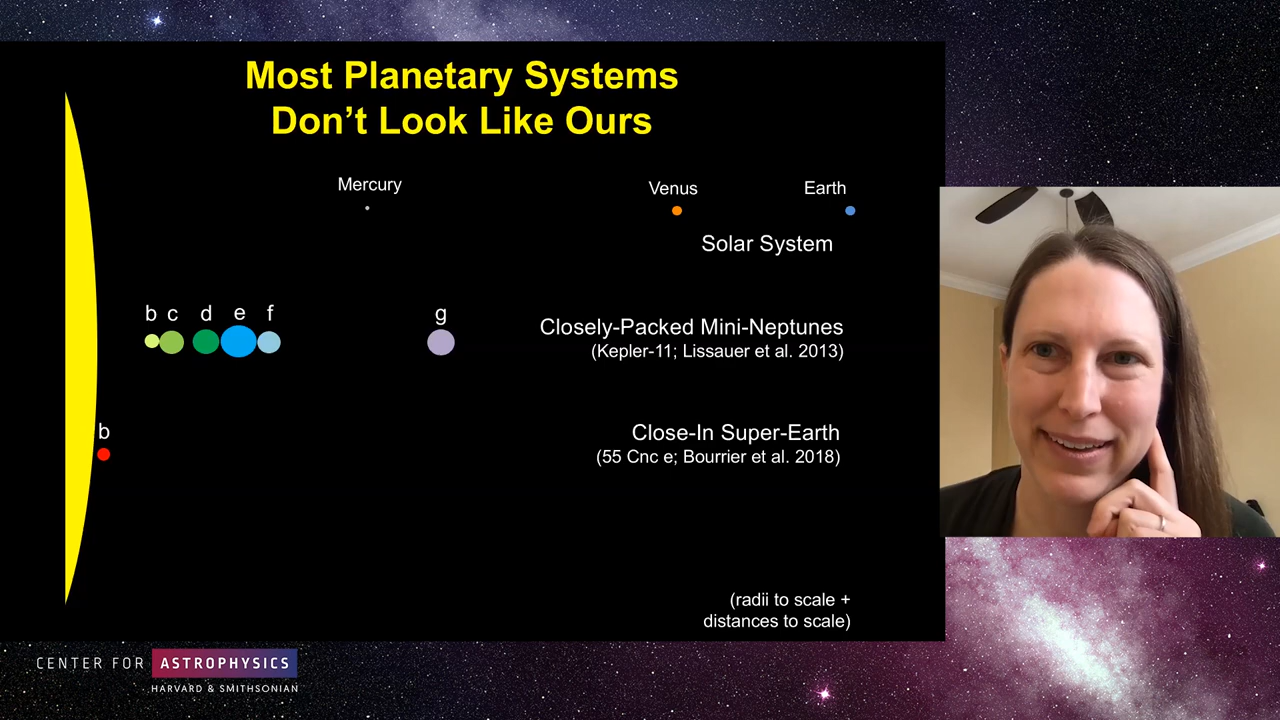 Most Planetary Systems
Don’t Look Like Ours
Mercury
Venus
Earth
Solar System
b c d e f
g
Closely-Packed Mini-Neptunes
(Kepler-11; Lissauer et al. 2013)
b
Close-In Super-Earth
(55 Cnc e; Bourrier et al. 2018)
(radii to scale +
distances to scale)
CENTER FOR ASTROPHYSICS
HARVARD & SMITHSONIAN